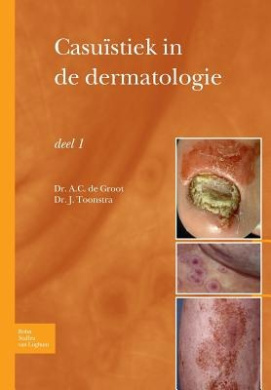 Casuïstiek in
de dermatologie
deel 1
Dr. A.C. de Groot
Dr. J. Toonstra
Bohn
Stafleu
van Loghum